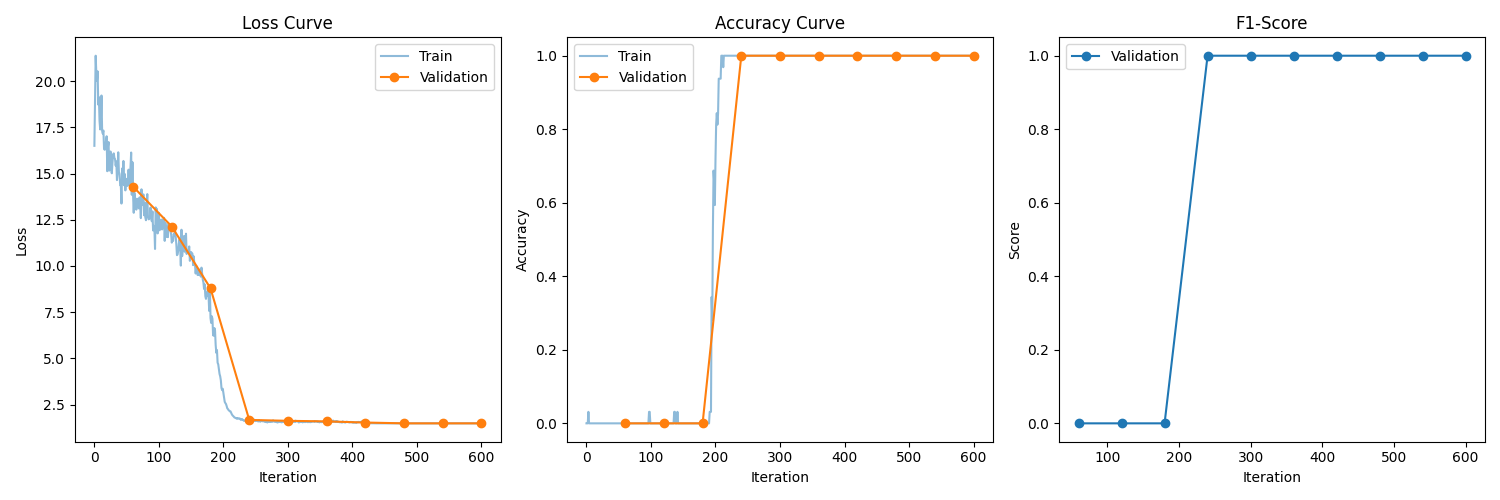 Loss Curve
20.0
17.5
15.0
12.5
10.0
7.5
5.0
2.5
Loss
Train
Validation
0 100 200 300 400 500 600
Iteration
Accuracy Curve
1.0
0.8
0.6
0.4
0.2
0.0
Accuracy
Train
Validation
0 100 200 300 400 500 600
Iteration
F1-Score
1.0
0.8
0.6
0.4
0.2
0.0
Score
Validation
100 200 300 400 500 600
Iteration